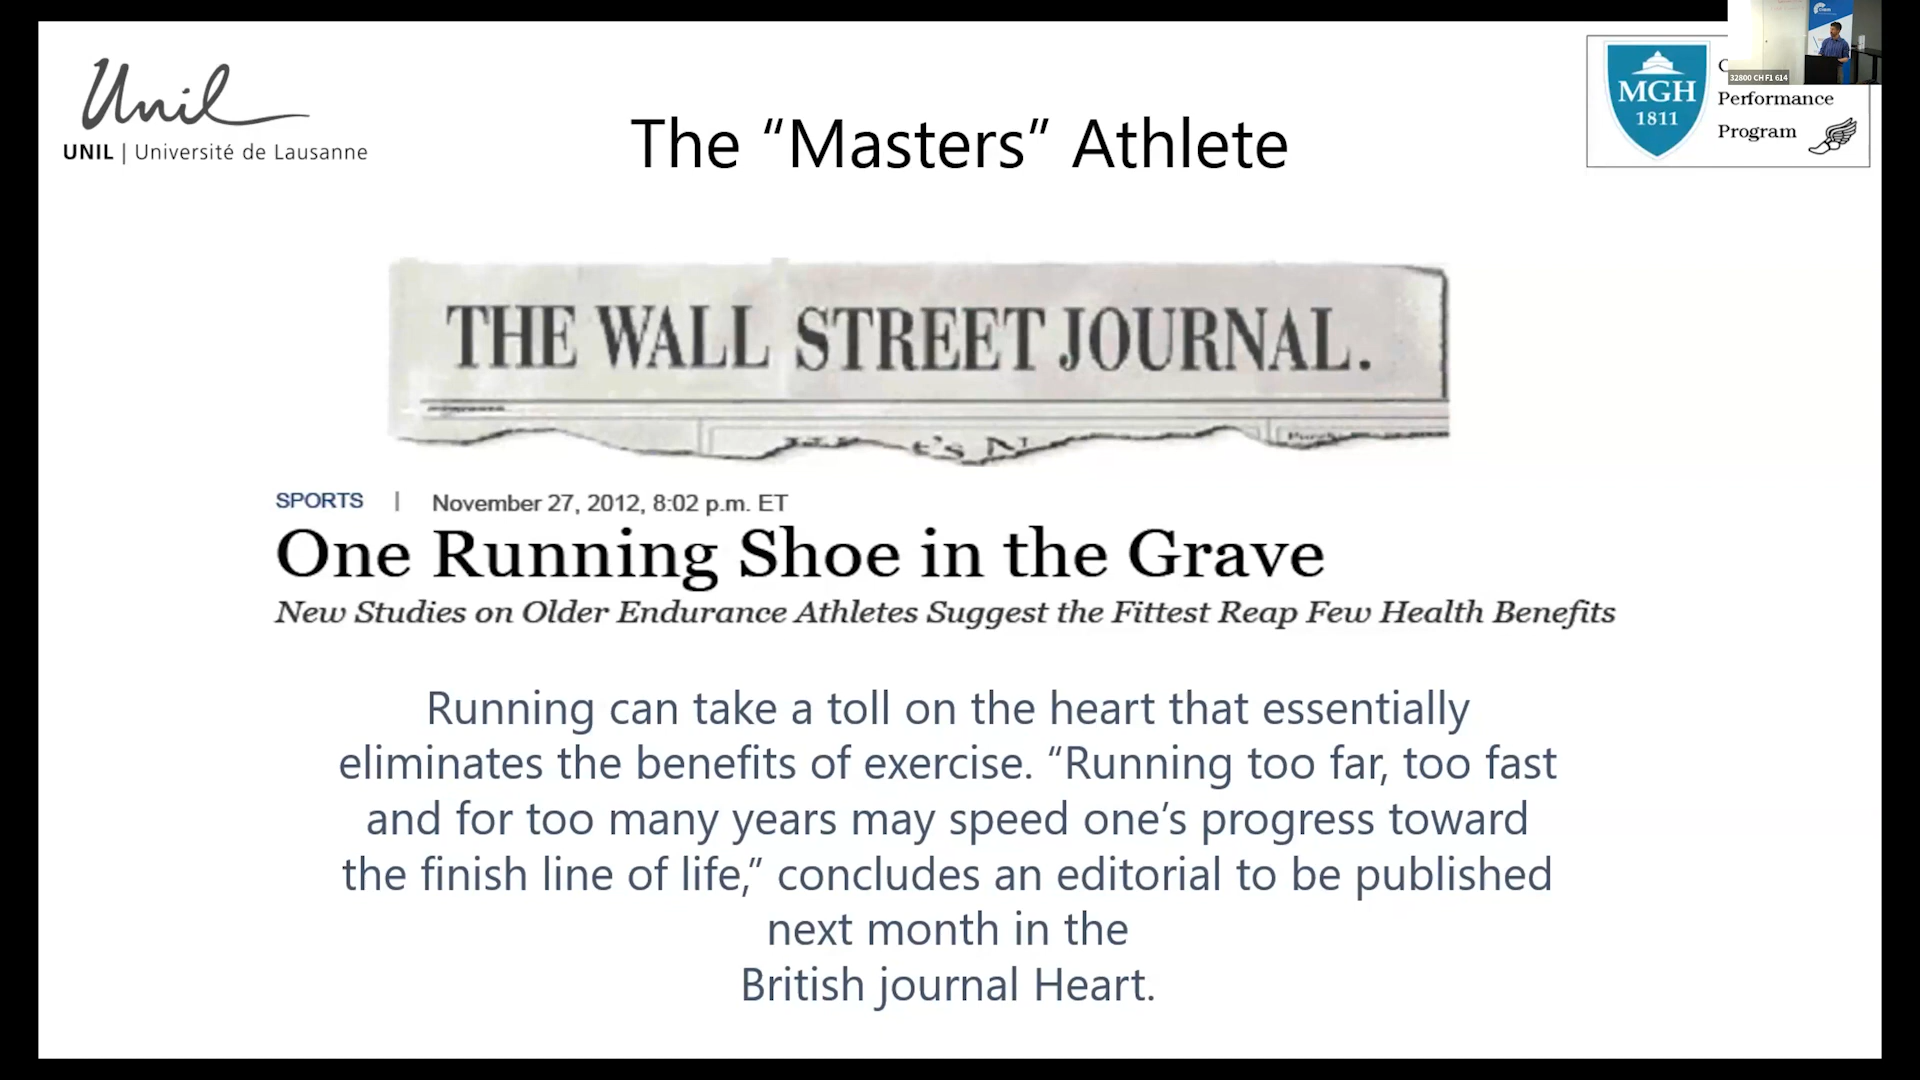 Unil
UNIL | Université de Lausanne
The “Masters” Athlete
MGH
1811
Performance
Program
32800 CH F1 614
THE WALL STREET JOURNAL.
SPORTS | November 27, 2012, 8:02 p.m. ET
One Running Shoe in the Grave
New Studies on Older Endurance Athletes Suggest the Fittest Reap Few Health Benefits
Running can take a toll on the heart that essentially
eliminates the benefits of exercise. “Running too far, too fast
and for too many years may speed one’s progress toward
the finish line of life,” concludes an editorial to be published
next month in the
British journal Heart.